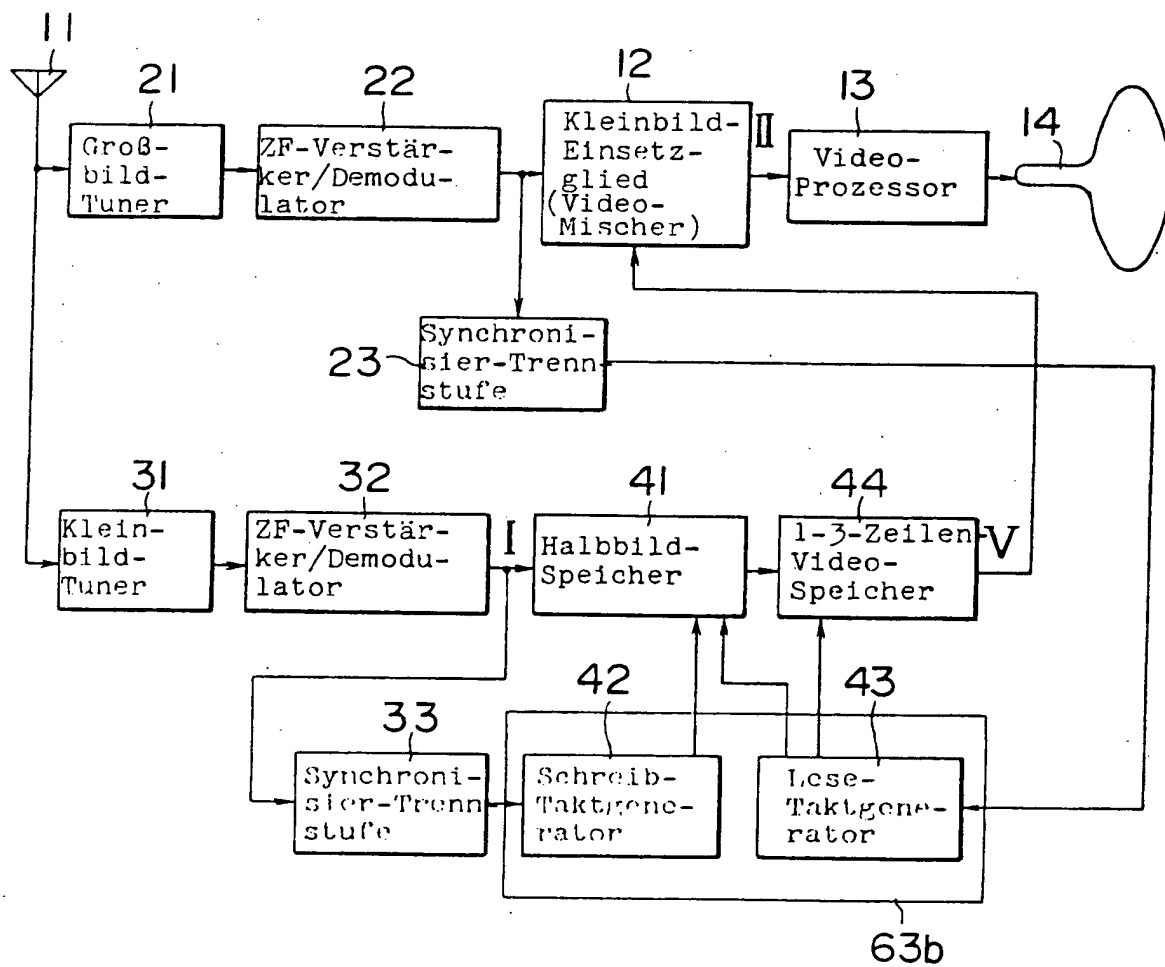 11
21
22
12
13
14
Groß-
bild-
Tuner
ZF-Verstär-
ker/Demodu-
lator
Kleinbild-
Einsetz-
glied
(Video-
Mischer)
II
Video-
Prozessor
23
Synchroni-
sier-Trenn
stufe
31
32
41
44
Klein-
bild-
Tuner
ZF-Verstär-
ker/Demodu-
lator
I
Halbbild-
Speicher
1-3-Zeilen-
Video-
Speicher
V
33
42
43
Synchroni-
sier-Trenn
stufe
Schreib-
Taktgene-
rator
Lese-
Taktgene-
rator
63b